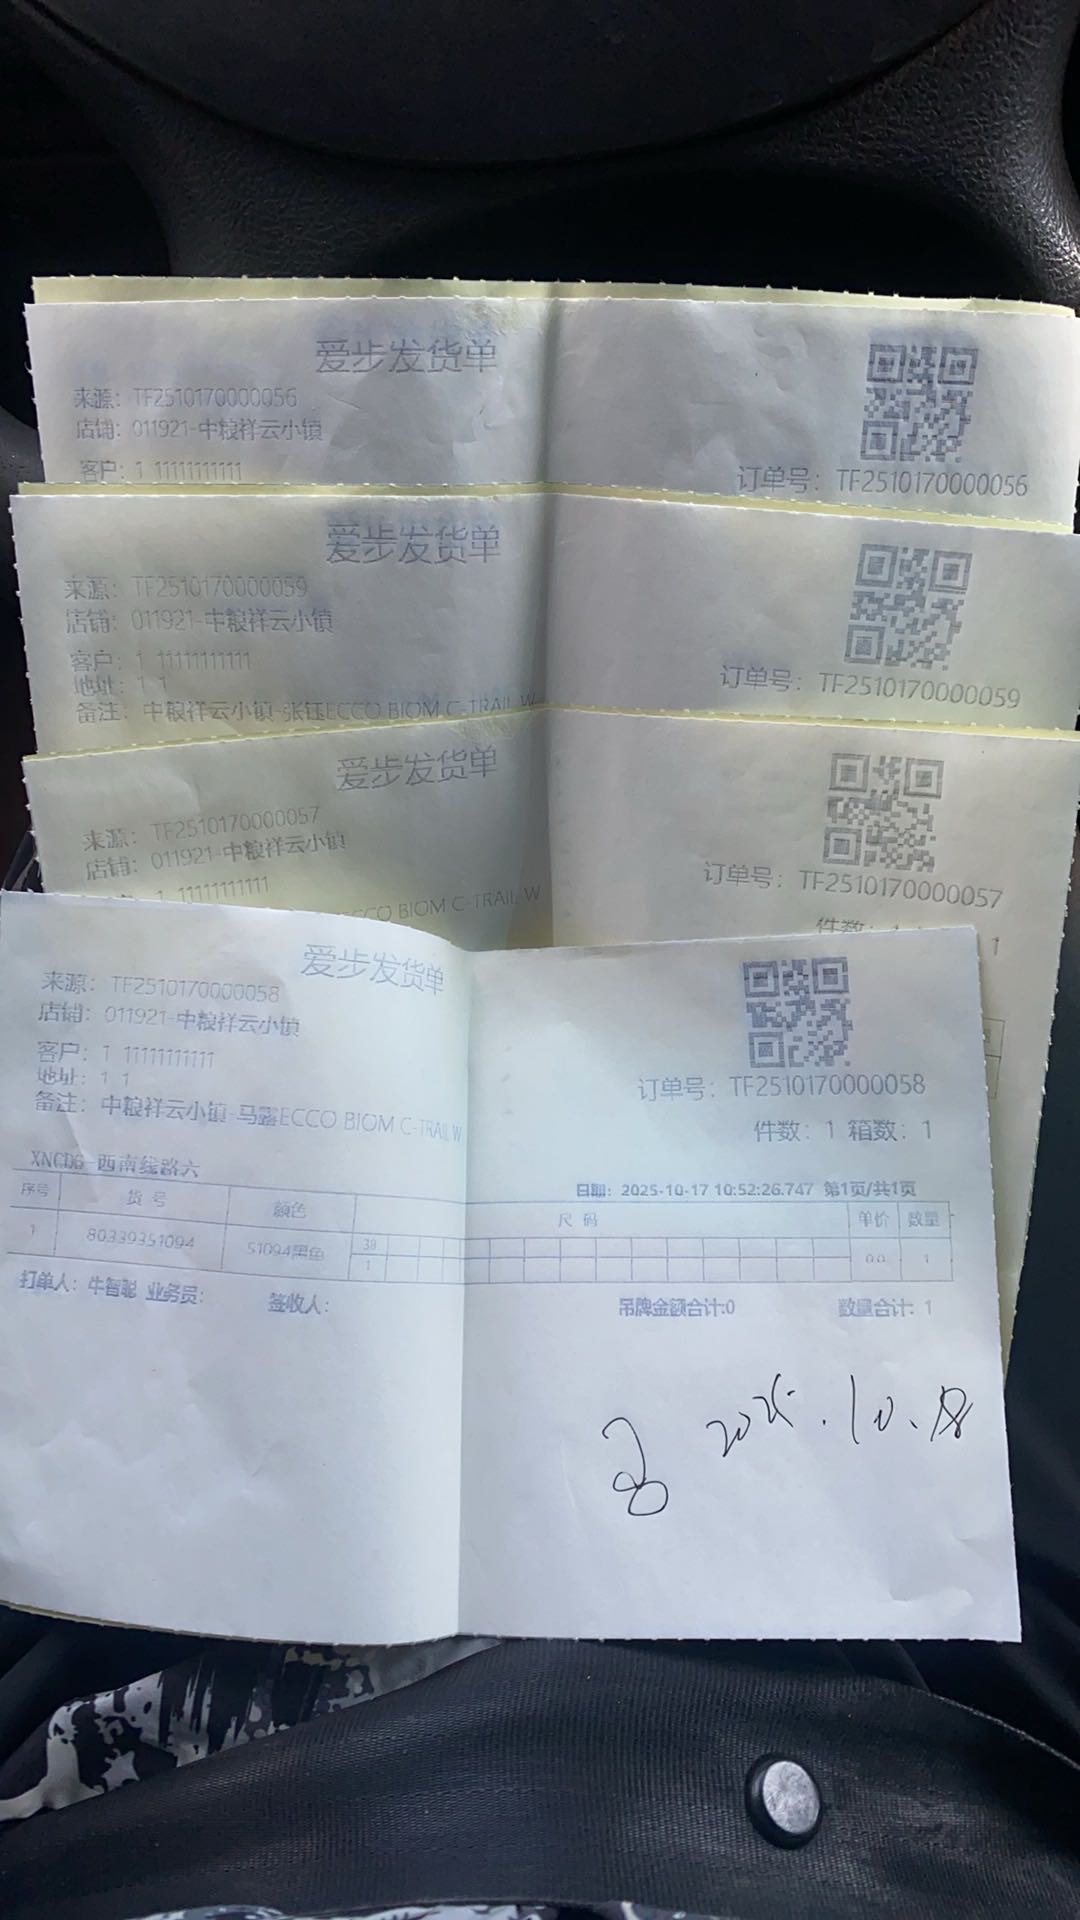 爱步发货单
来源：TF2510170000056
店铺：011921-中粮祥云小镇
客户：1 11111111111
订单号：TF2510170000056
爱步发货单
来源：TF2510170000059
店铺：011921-中粮祥云小镇
客户：1 11111111111
地址：1 1
备注：中粮祥云小镇-张钰ECCO BIOM C-TRAIL W
订单号：TF2510170000059
爱步发货单
来源：TF2510170000057
店铺：011921-中粮祥云小镇
1 11111111111
ECCO BIOM C-TRAIL W
订单号：TF2510170000057
件数：1
1
爱步发货单
来源：TF2510170000058
店铺：011921-中粮祥云小镇
客户：1 11111111111
地址：1 1
备注：中粮祥云小镇-马露ECCO BIOM C-TRAIL W
订单号：TF2510170000058
件数：1 箱数：1
XNCD6-西南线路六
日期：2025-10-17 10:52:26.747 第1页/共1页
序号 货号 颜色 尺码 单价 数量
1 80339351094 51094黑色 38 0.0 1
1
打单人：牛智聪 业务员： 签收人： 吊牌金额合计:0 数量合计：1
2025.10.18